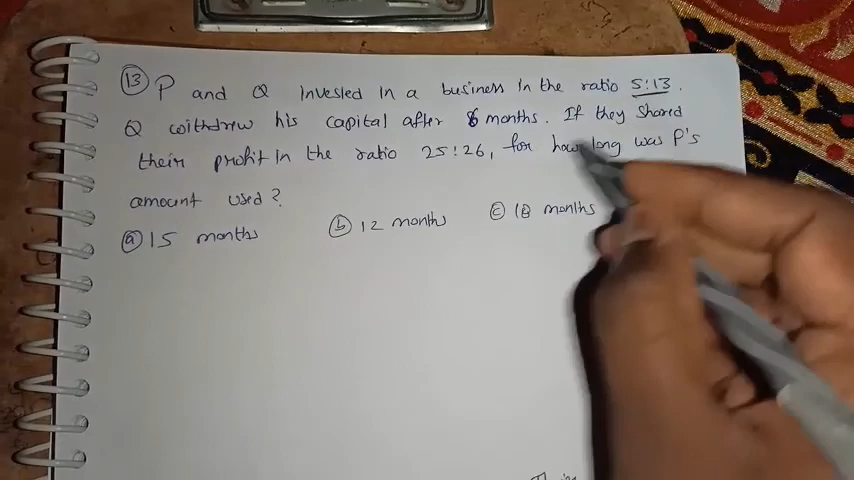 13 P and Q invested in a business in the ratio 5:13.
Q withdrew his capital after 6 months. If they shared
their profit in the ratio 25:26, for how long was P's
amount used?
a 15 months b 12 months c 18 months